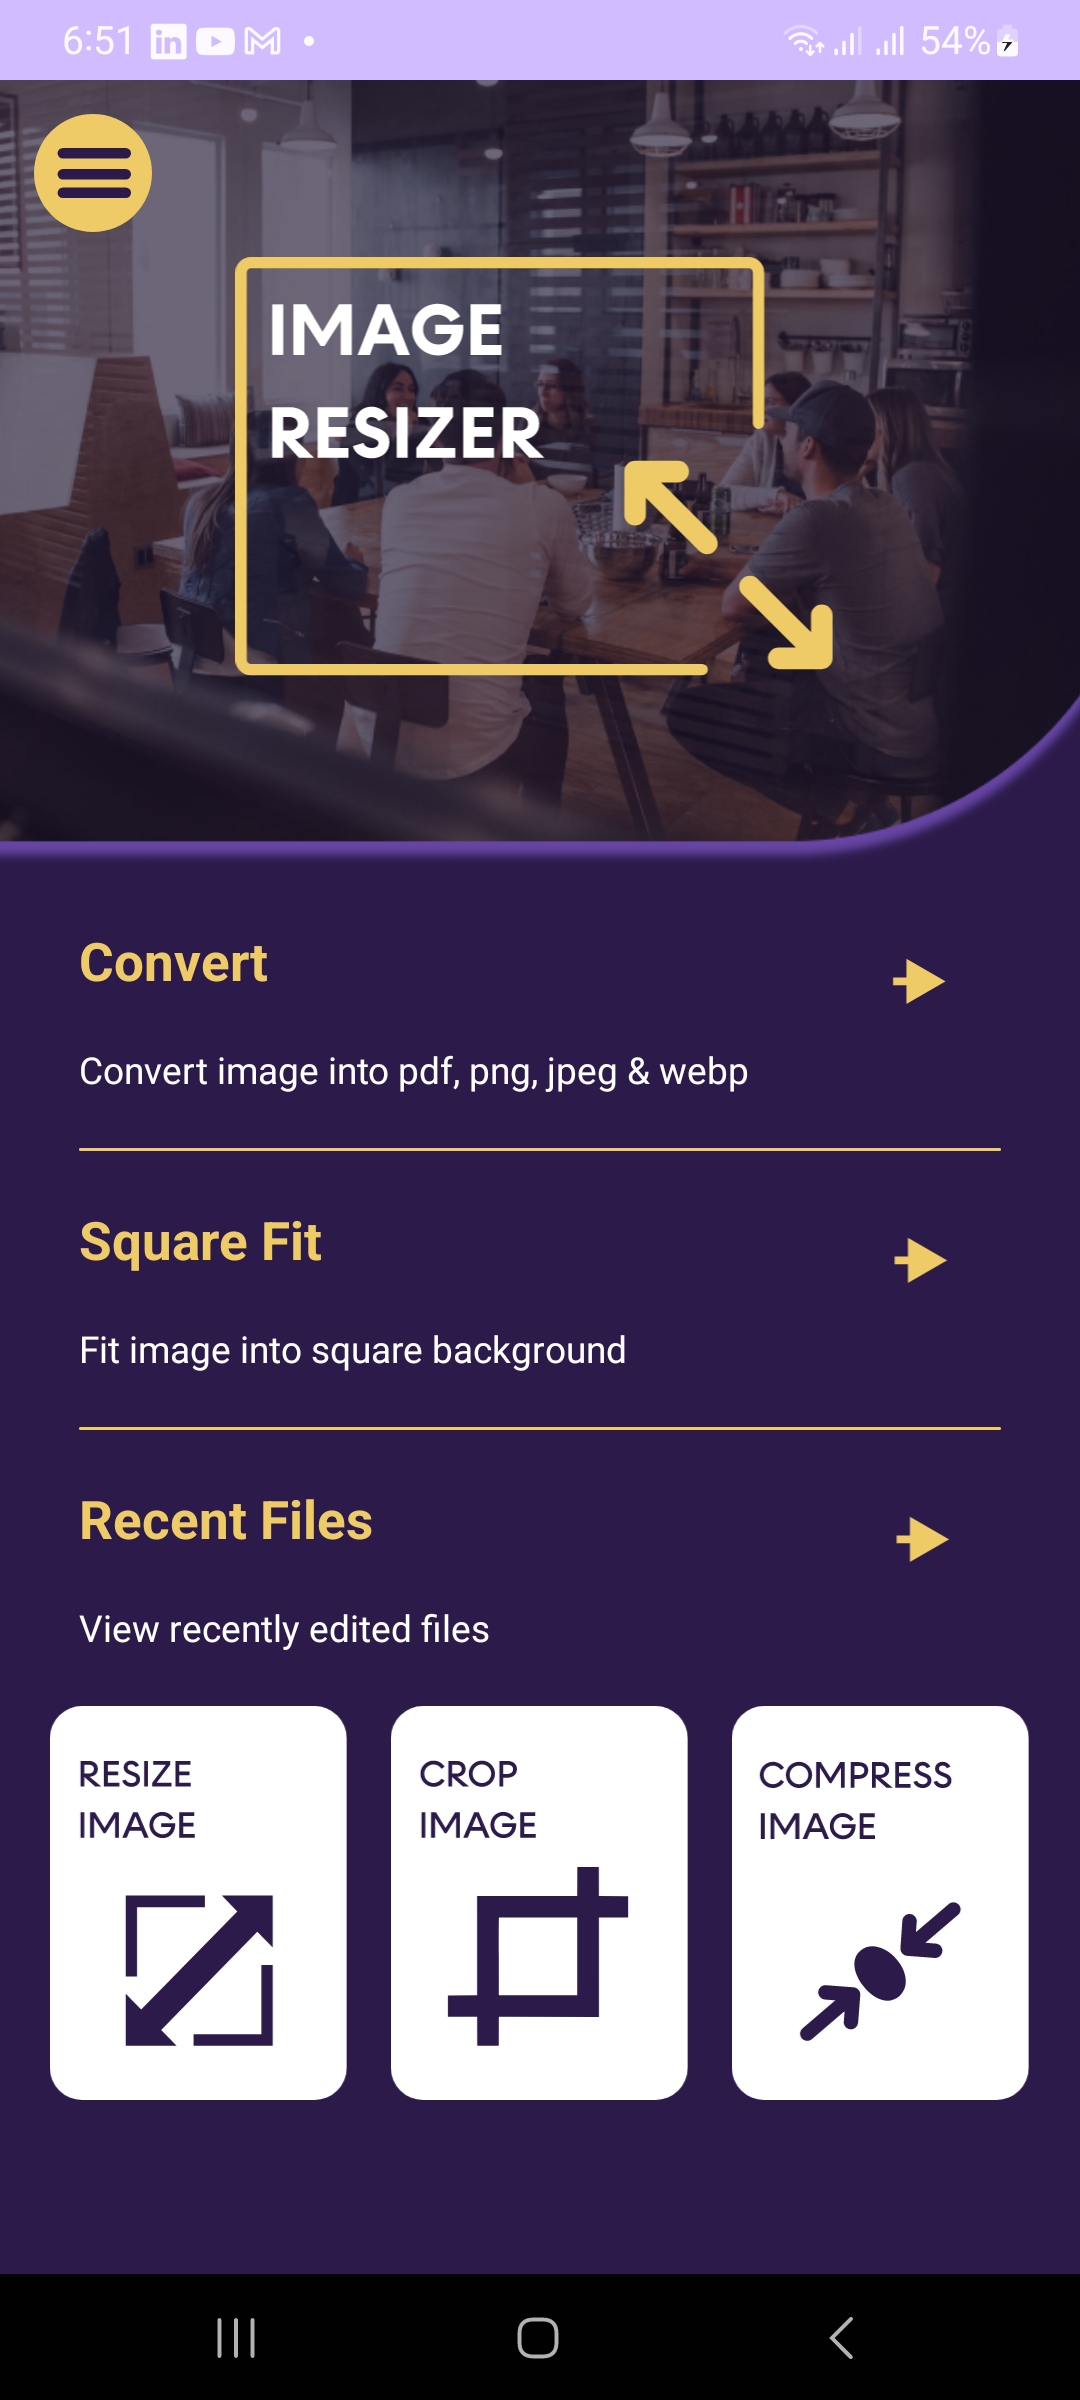 6:51
54%
IMAGE
RESIZER
Convert
Convert image into pdf, png, jpeg & webp
Square Fit
Fit image into square background
Recent Files
View recently edited files
RESIZE
IMAGE
CROP
IMAGE
COMPRESS
IMAGE